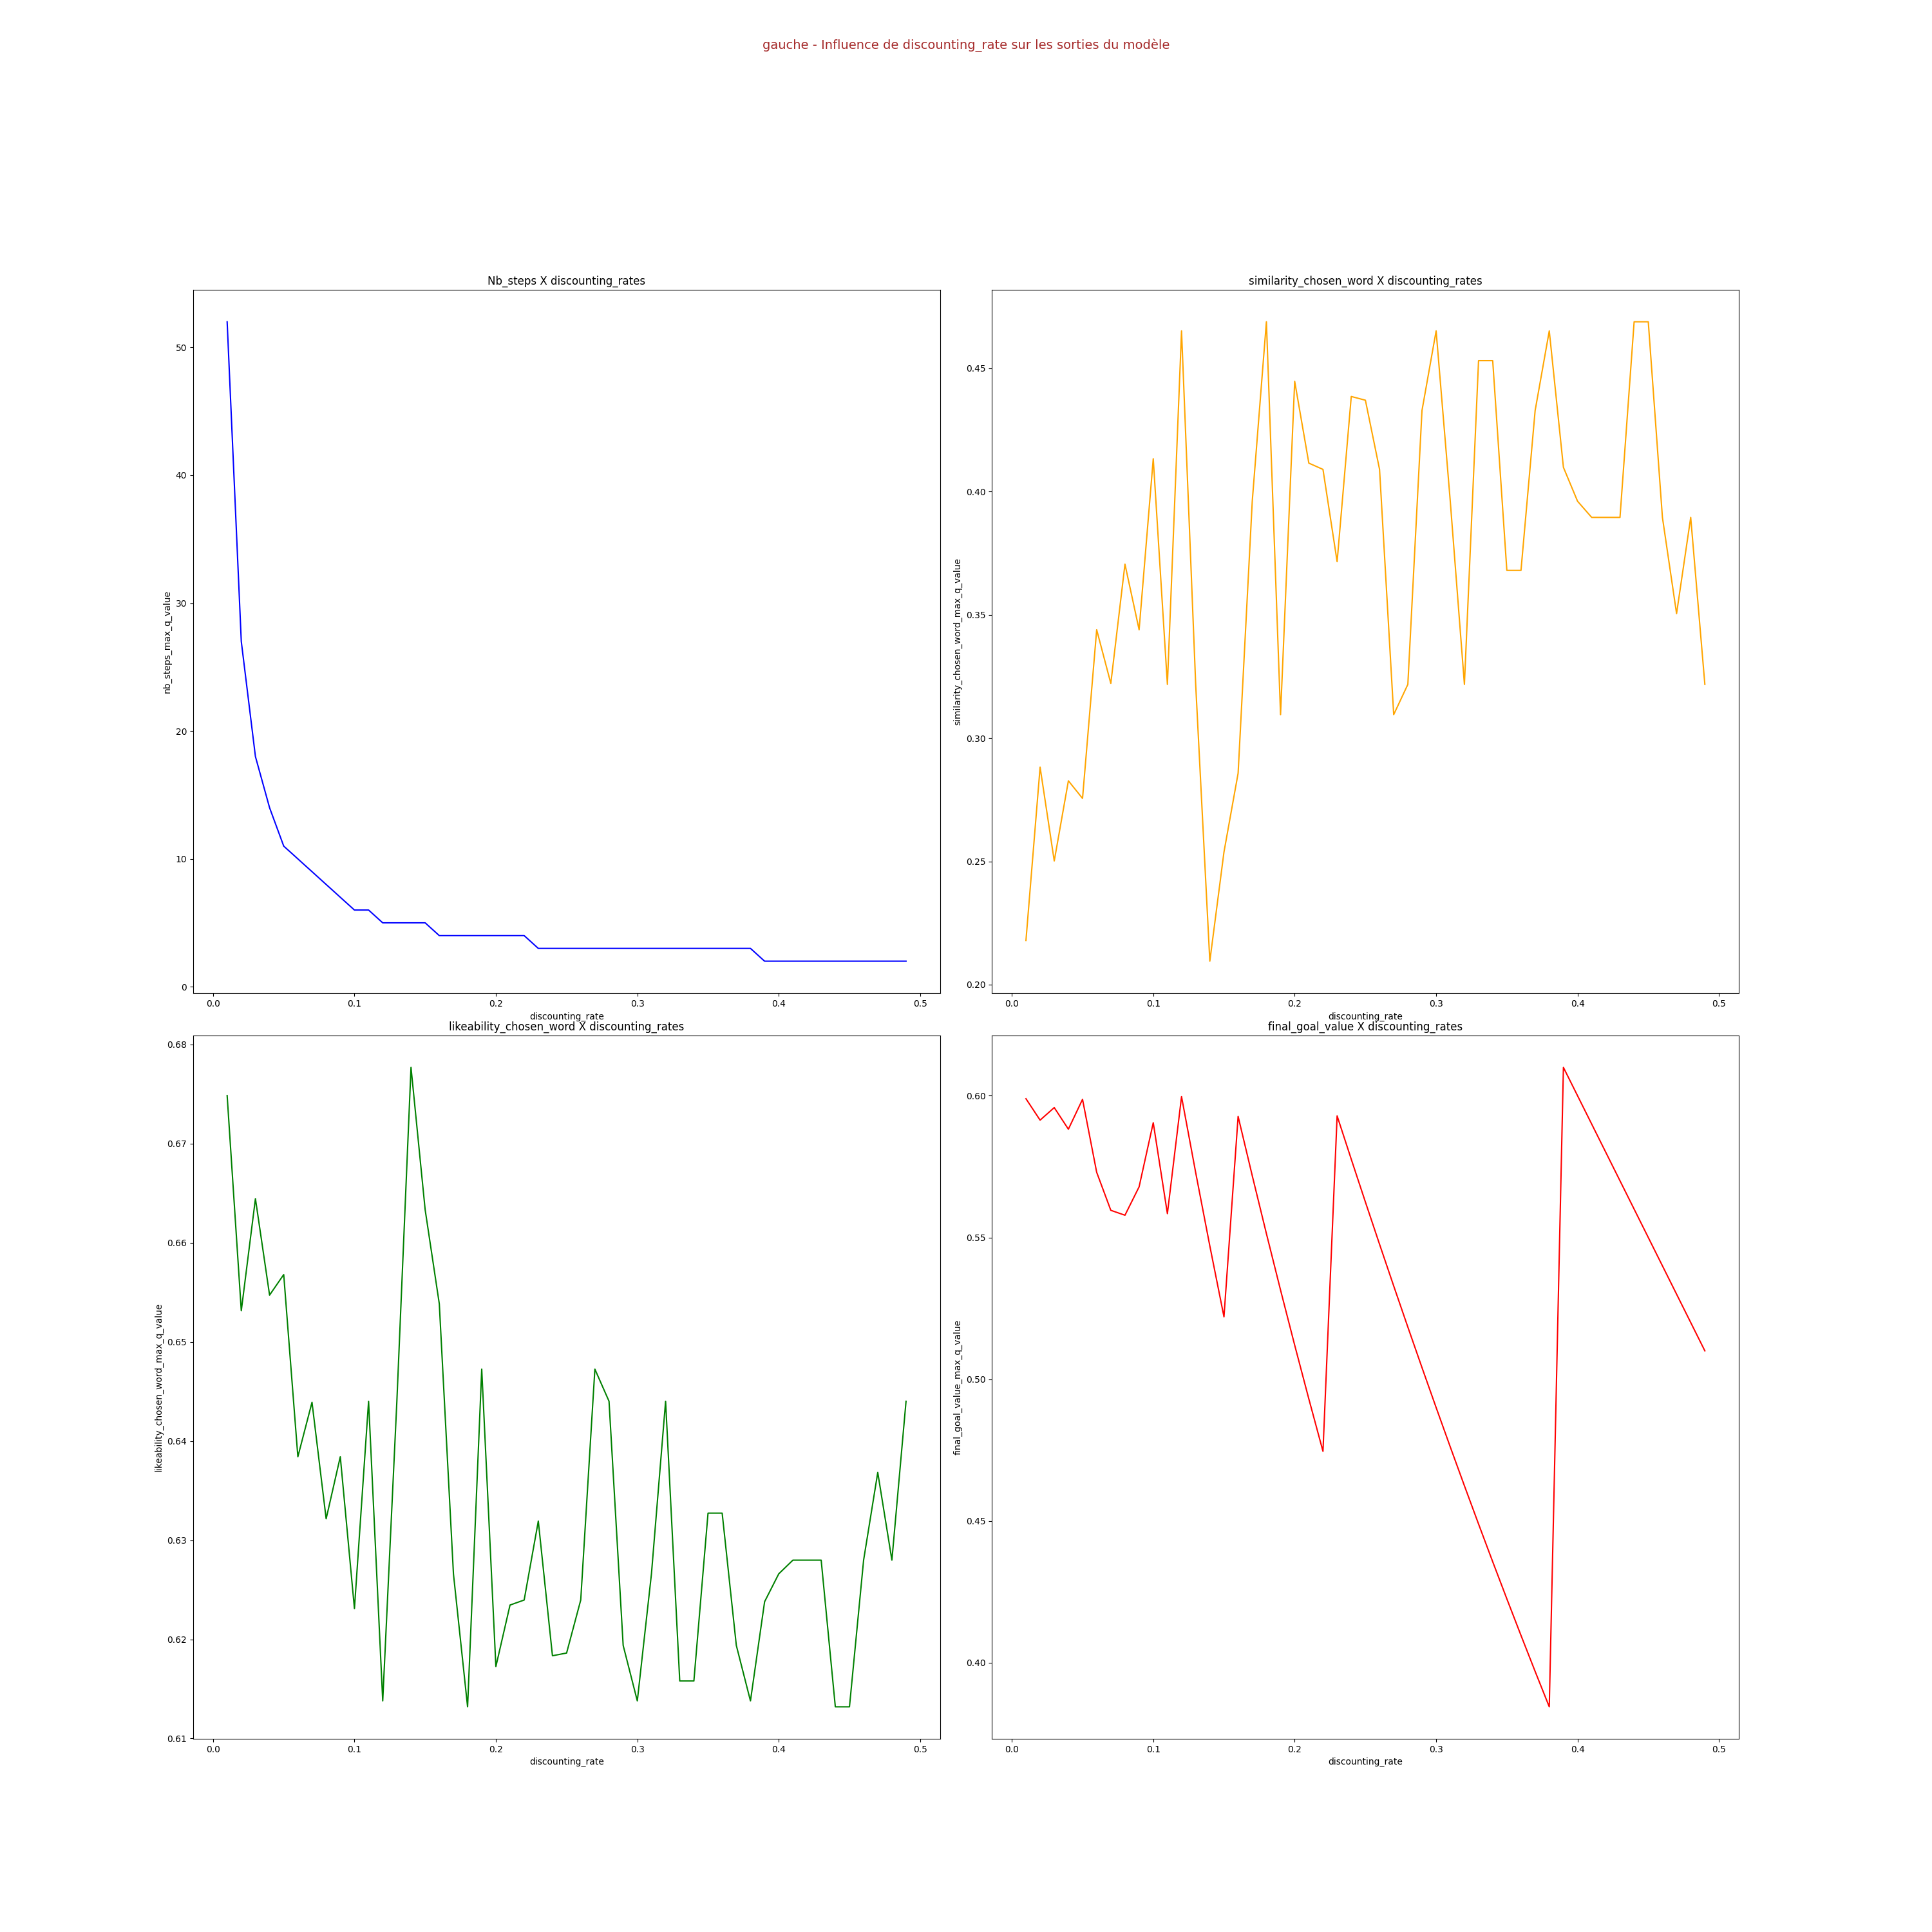 gauche - Influence de discounting_rate sur les sorties du modèle
Nb_steps X discounting_rates
nb_steps_max_q_value
50
40
30
20
10
0
0.0 0.1 0.2 0.3 0.4 0.5
discounting_rate
similarity_chosen_word X discounting_rates
similarity_chosen_word_max_q_value
0.45
0.40
0.35
0.30
0.25
0.20
0.0 0.1 0.2 0.3 0.4 0.5
discounting_rate
likeability_chosen_word X discounting_rates
likeability_chosen_word_max_q_value
0.68
0.67
0.66
0.65
0.64
0.63
0.62
0.61
0.0 0.1 0.2 0.3 0.4 0.5
discounting_rate
final_goal_value X discounting_rates
final_goal_value_max_q_value
0.60
0.55
0.50
0.45
0.40
0.0 0.1 0.2 0.3 0.4 0.5
discounting_rate